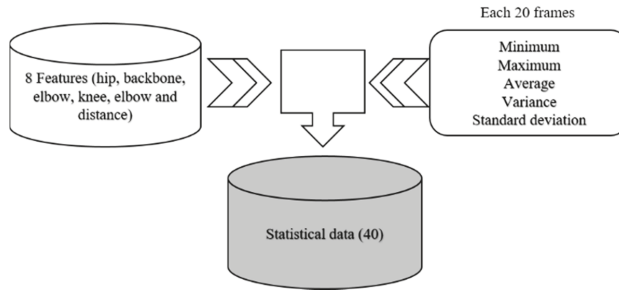 Each 20 frames
8 Features (hip, backbone,
elbow, knee, elbow and
distance)
Minimum
Maximum
Average
Variance
Standard deviation
Statistical data (40)